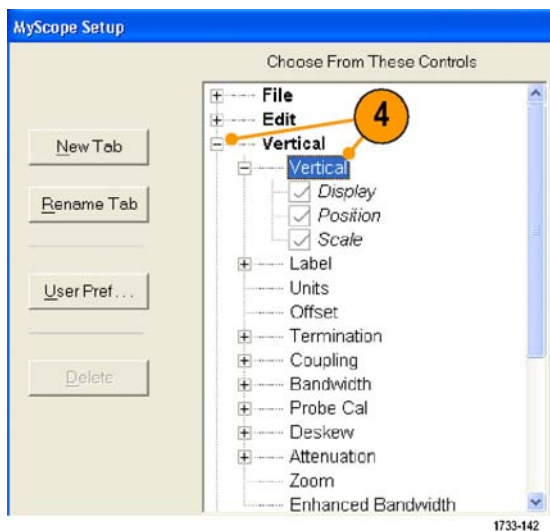 MyScope Setup
Choose From These Controls
File
Edit
4
Vertical
Vertical
Display
Position
Scale
Label
Units
Offset
Termination
Coupling
Bandwidth
Probe Cal
Deskew
Attenuation
Zoom
Enhanced Bandwidth
New Tab
Rename Tab
User Pref...
Delete
1733-142